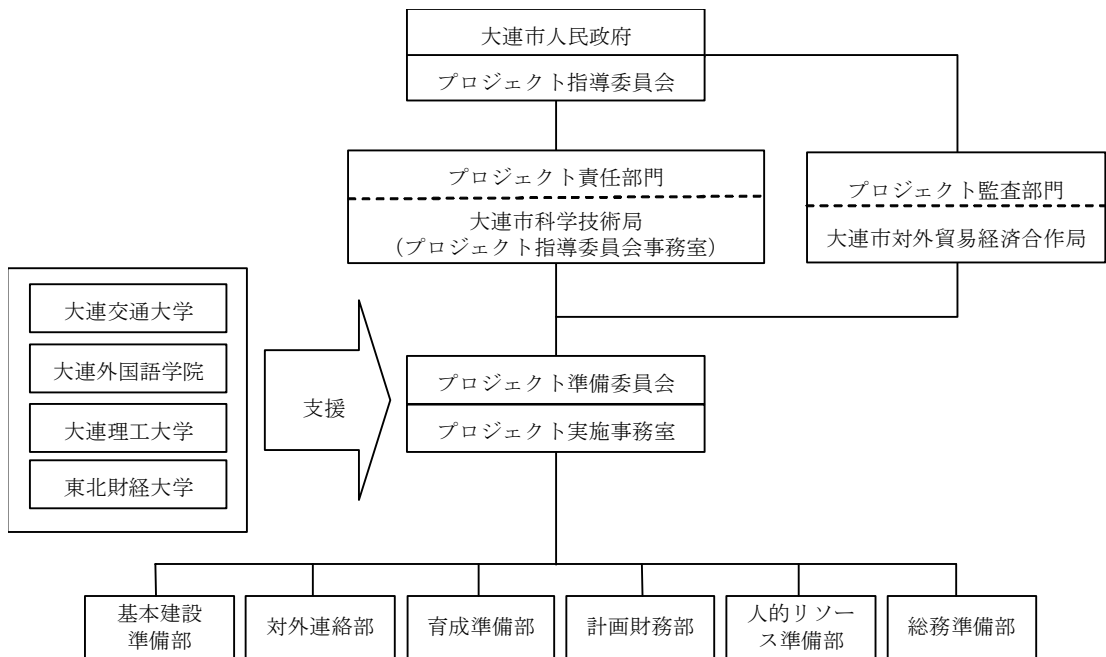 大連市人民政府
プロジェクト指導委員会
プロジェクト責任部門
大連市科学技術局
（プロジェクト指導委員会事務室）
プロジェクト監査部門
大連市対外貿易経済合作局
大連交通大学
大連外国語学院
大連理工大学
東北財経大学
支援
プロジェクト準備委員会
プロジェクト実施事務室
基本建設
準備部
対外連絡部
育成準備部
計画財務部
人的リソー
ス準備部
総務準備部